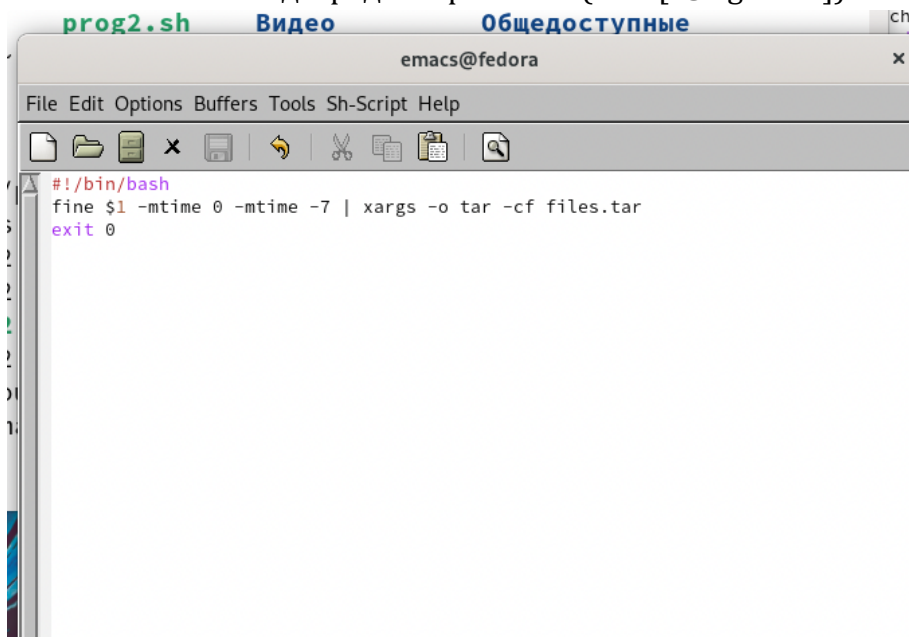 prog2.sh Видео Общедоступные ch
emacs@fedora ×
File Edit Options Buffers Tools Sh-Script Help
#!/bin/bash
fine $1 -mtime 0 -mtime -7 | xargs -o tar -cf files.tar
exit 0